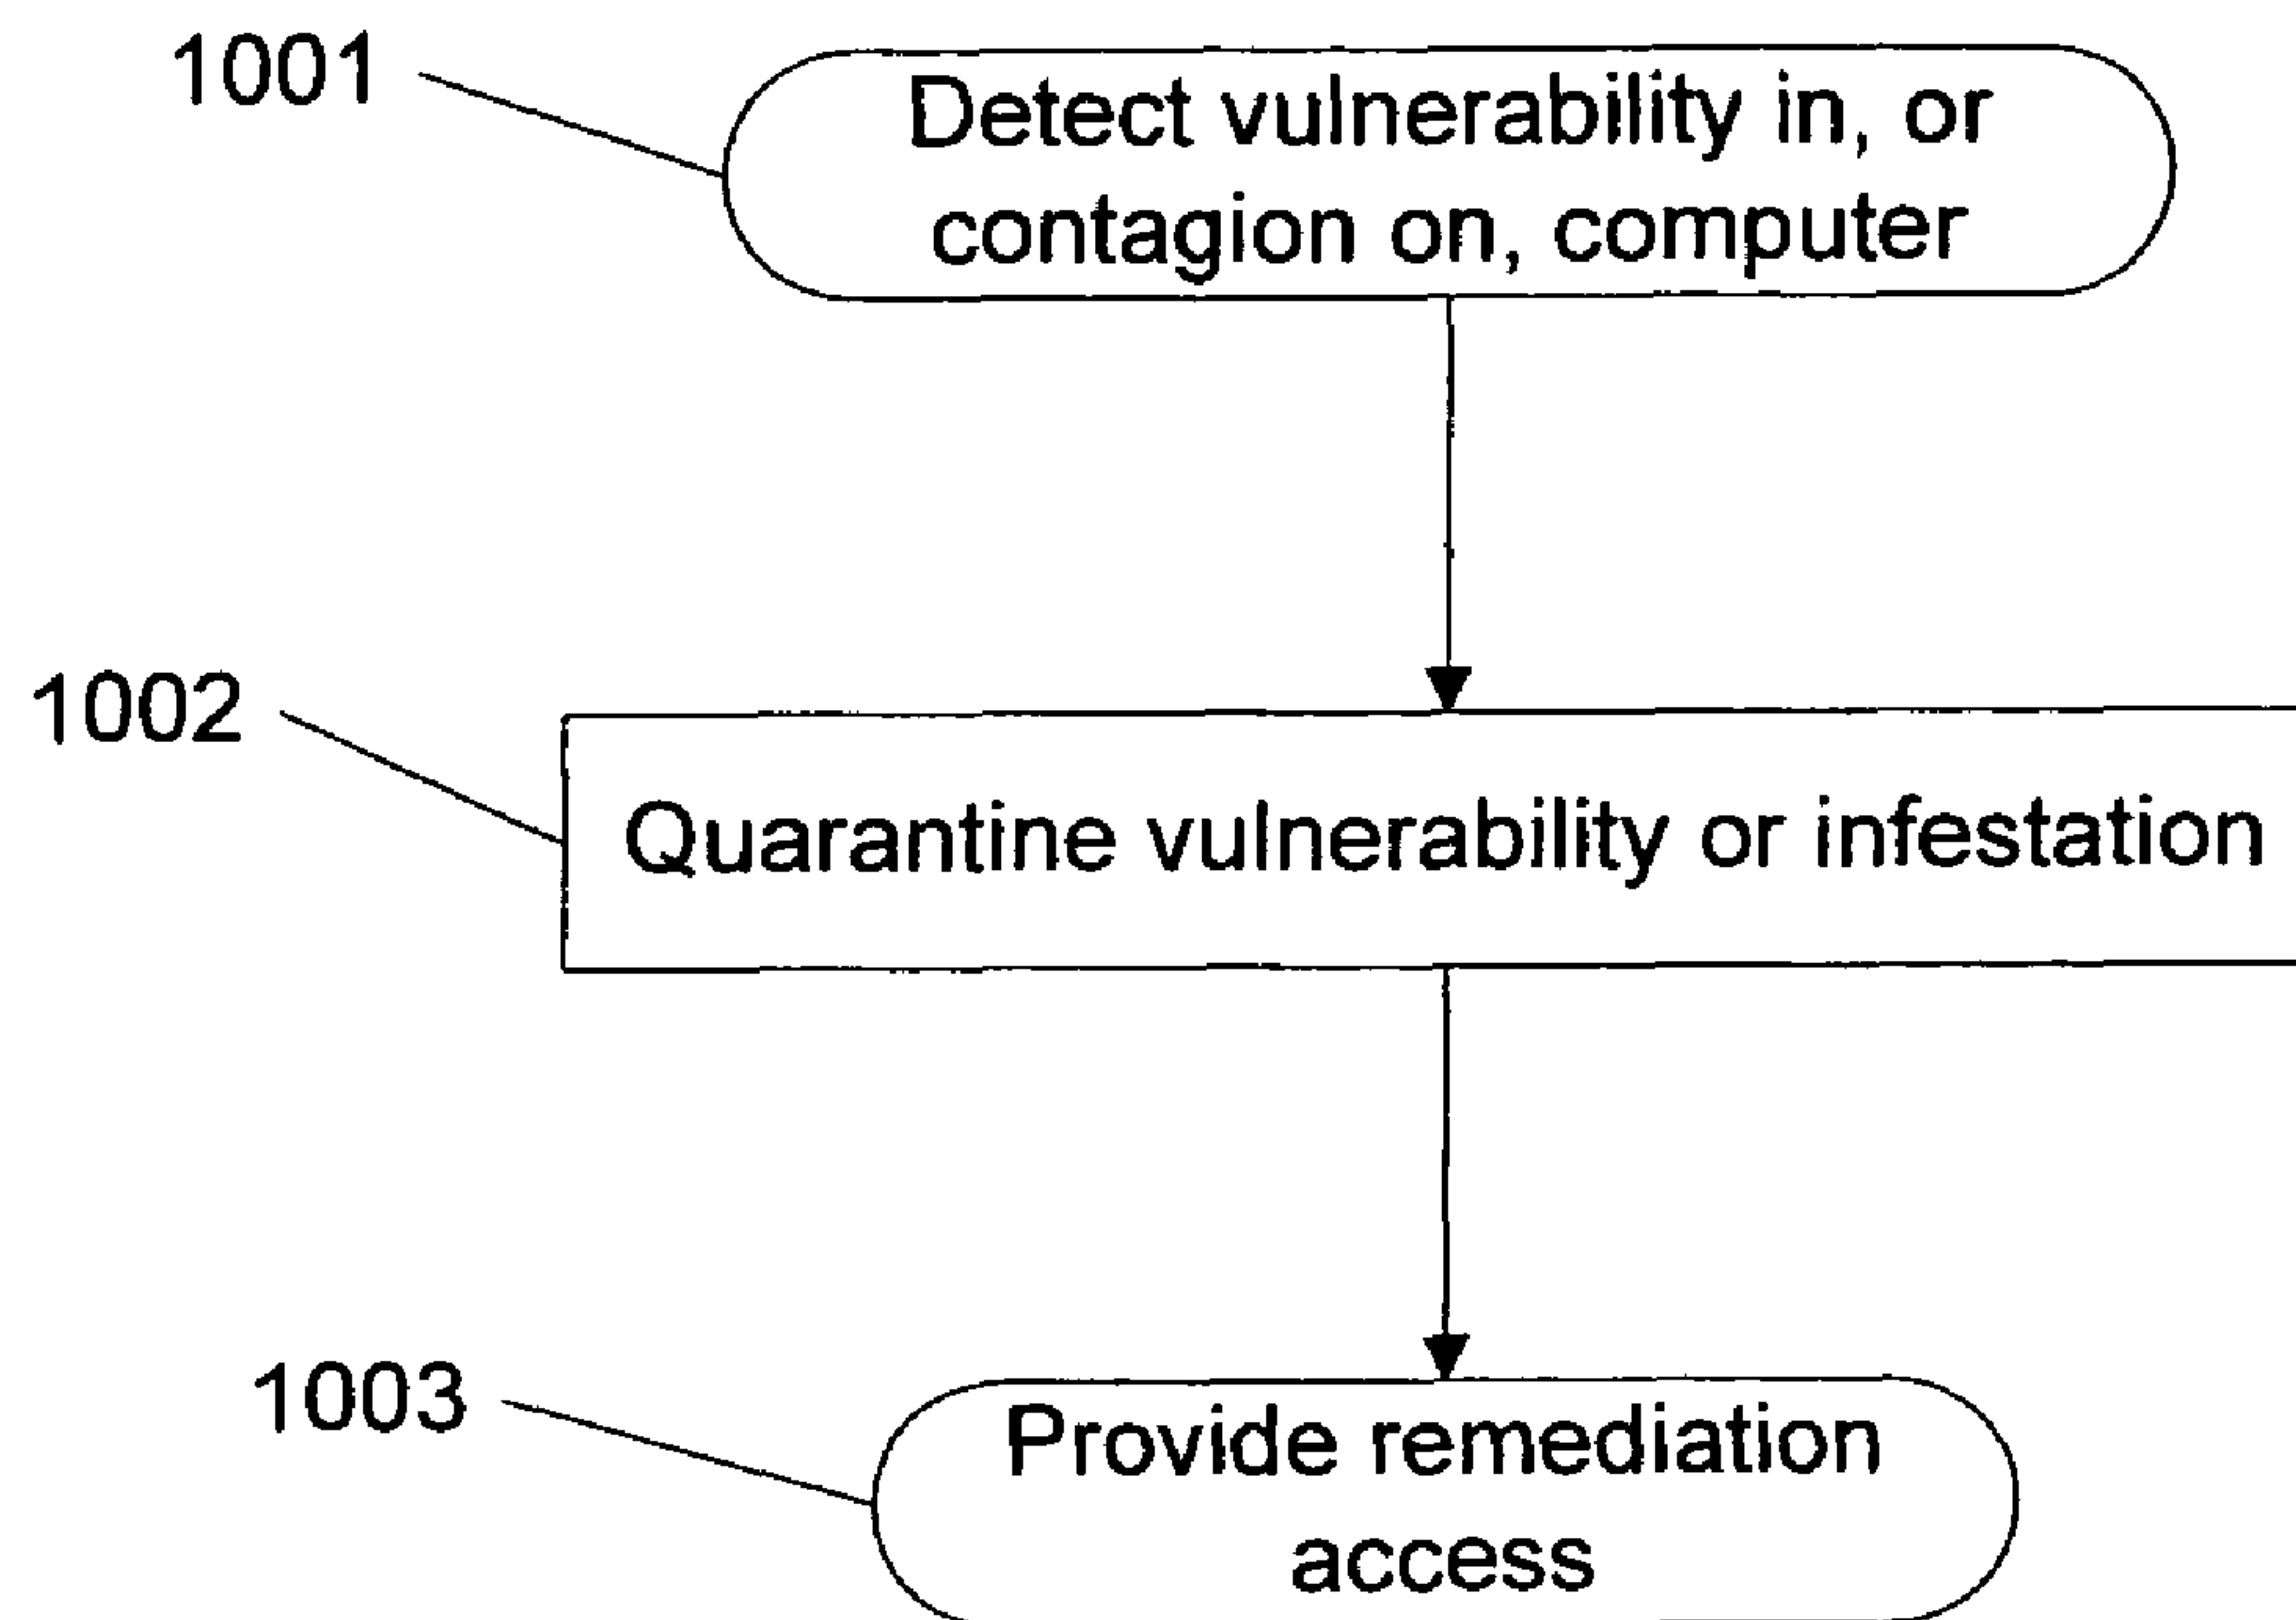 1001
Detect vulnerability in, or
contagion on, computer
1002
Quarantine vulnerability or infestation
1003
Provide remediation
access